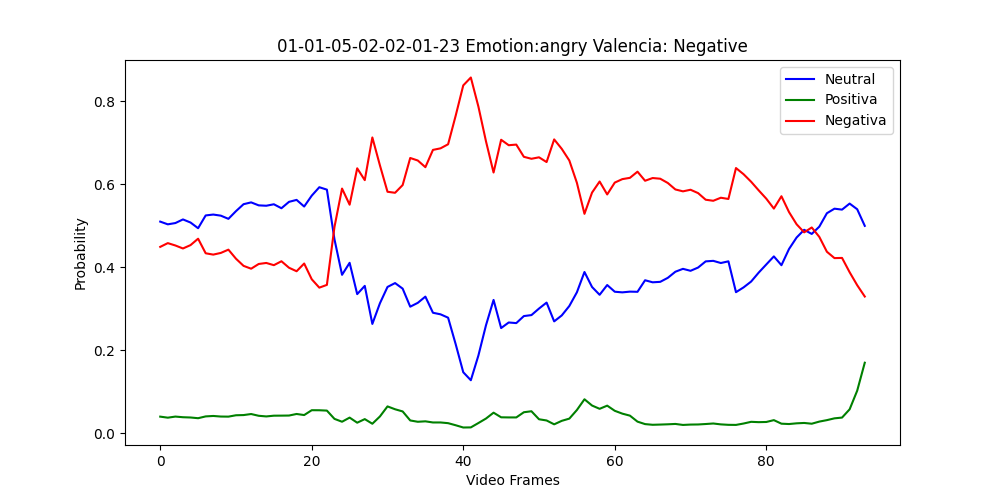 01-01-05-02-02-01-23 Emotion:angry Valencia: Negative
Neutral
Positiva
Negativa
Probability
0.8
0.6
0.4
0.2
0.0
0 20 40 60 80
Video Frames